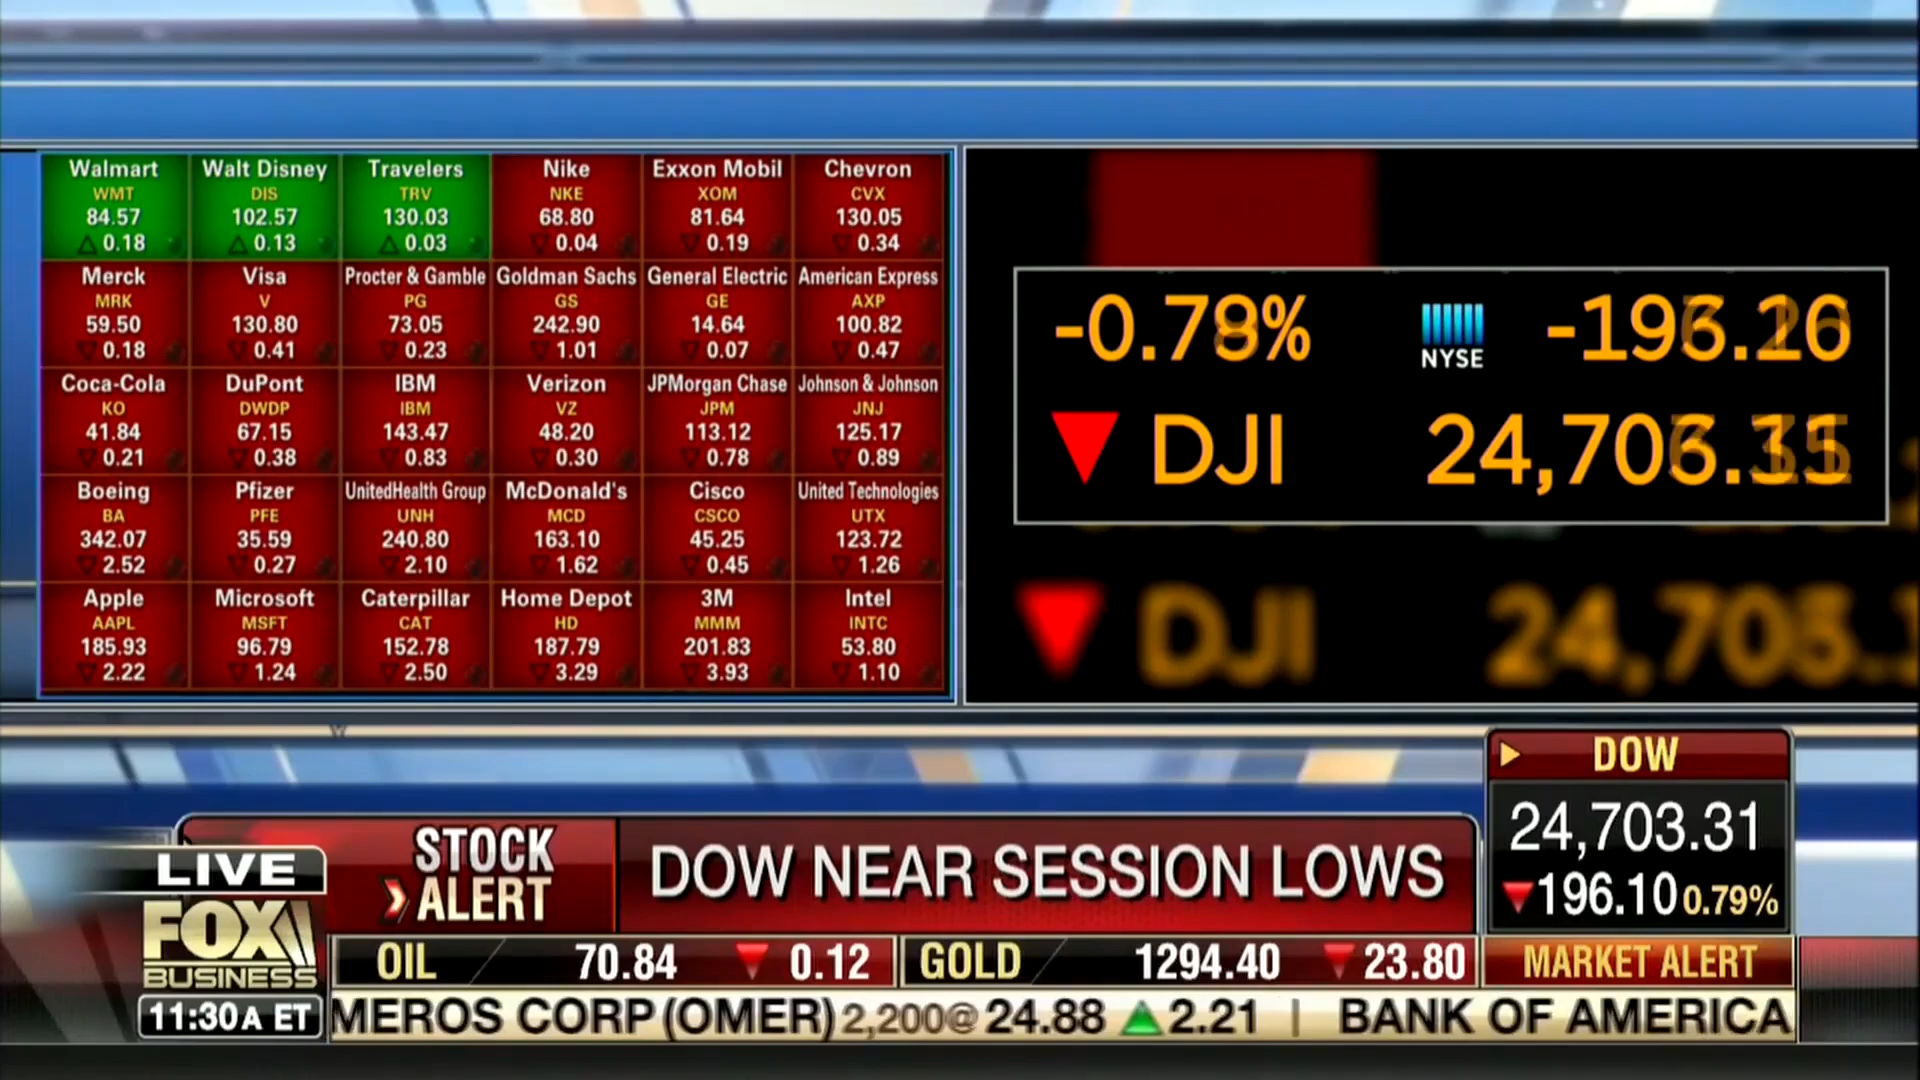 Walmart
WMT
84.57
0.18
Walt Disney
DIS
102.57
0.13
Travelers
TRV
130.03
0.03
Nike
NKE
68.80
0.04
Exxon Mobil
XOM
81.64
0.19
Chevron
CVX
130.05
0.34
Merck
MRK
59.50
0.18
Visa
V
130.80
0.41
Procter & Gamble
PG
73.05
0.23
Goldman Sachs
GS
242.90
1.01
General Electric
GE
14.64
0.07
American Express
AXP
100.82
0.47
Coca-Cola
KO
41.84
0.21
DuPont
DWDP
67.15
0.38
IBM
IBM
143.47
0.83
Verizon
VZ
48.20
0.30
JPMorgan Chase
JPM
113.12
0.78
Johnson & Johnson
JNJ
125.17
0.89
Boeing
BA
342.07
2.52
Pfizer
PFE
35.59
0.27
UnitedHealth Group
UNH
240.80
2.10
McDonald's
MCD
163.10
1.62
Cisco
CSCO
45.25
0.45
United Technologies
UTX
123.72
1.26
Apple
AAPL
185.93
2.22
Microsoft
MSFT
96.79
1.24
Caterpillar
CAT
152.78
2.50
Home Depot
HD
187.79
3.29
3M
MMM
201.83
3.93
Intel
INTC
53.80
1.10
NYSE
DJI
DJI
DOW
24,703.31
196.10 0.79%
STOCK
ALERT
DOW NEAR SESSION LOWS
LIVE
FOX
BUSINESS
11:30A ET
OIL 70.84 0.12
GOLD 1294.40 23.80
MARKET ALERT
MEROS CORP (OMER) 2,200@ 24.88 2.21 | BANK OF AMERICA